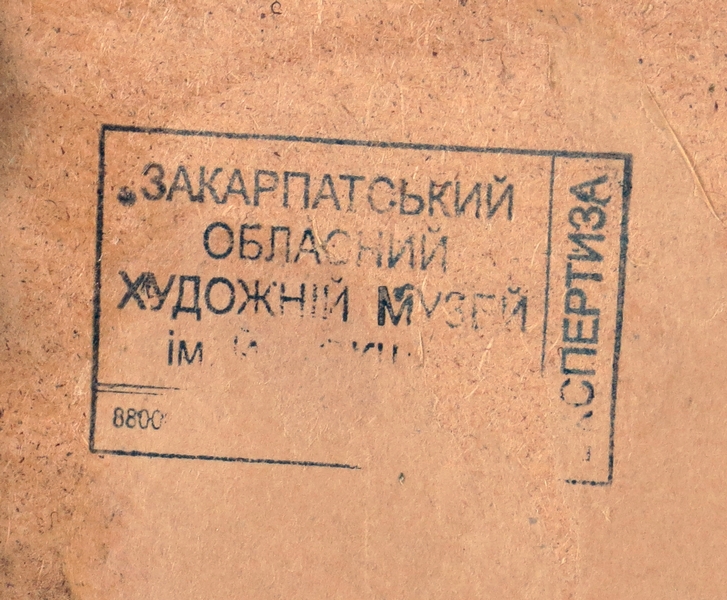 ЗАКАРПАТСЬКИЙ
ОБЛАСНИЙ
ХУДОЖНІЙ МУЗЕЙ
ім.
8800
ЕКСПЕРТИЗА